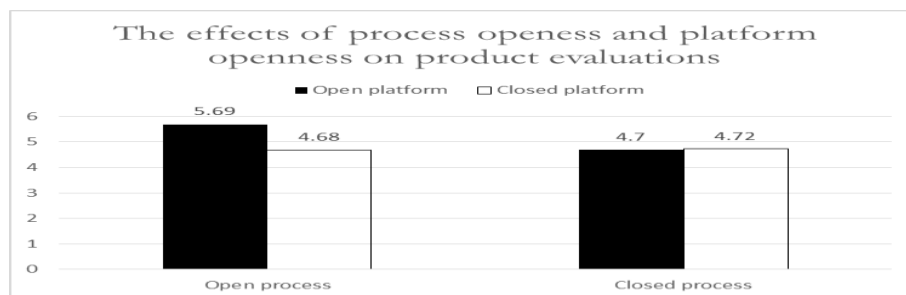 The effects of process openess and platform
openness on product evaluations
Open platform Closed platform
5.69
4.68
4.7
4.72
6
5
4
3
2
1
0
Open process Closed process